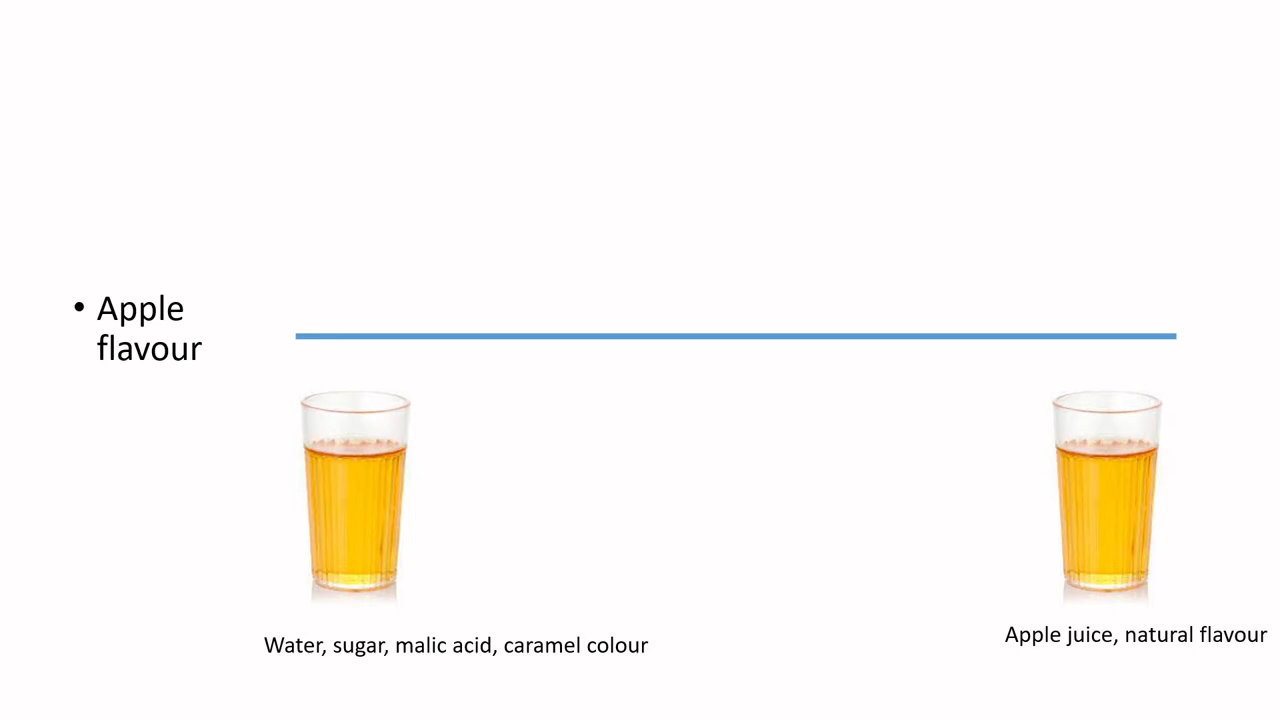 • Apple
flavour
Water, sugar, malic acid, caramel colour
Apple juice, natural flavour